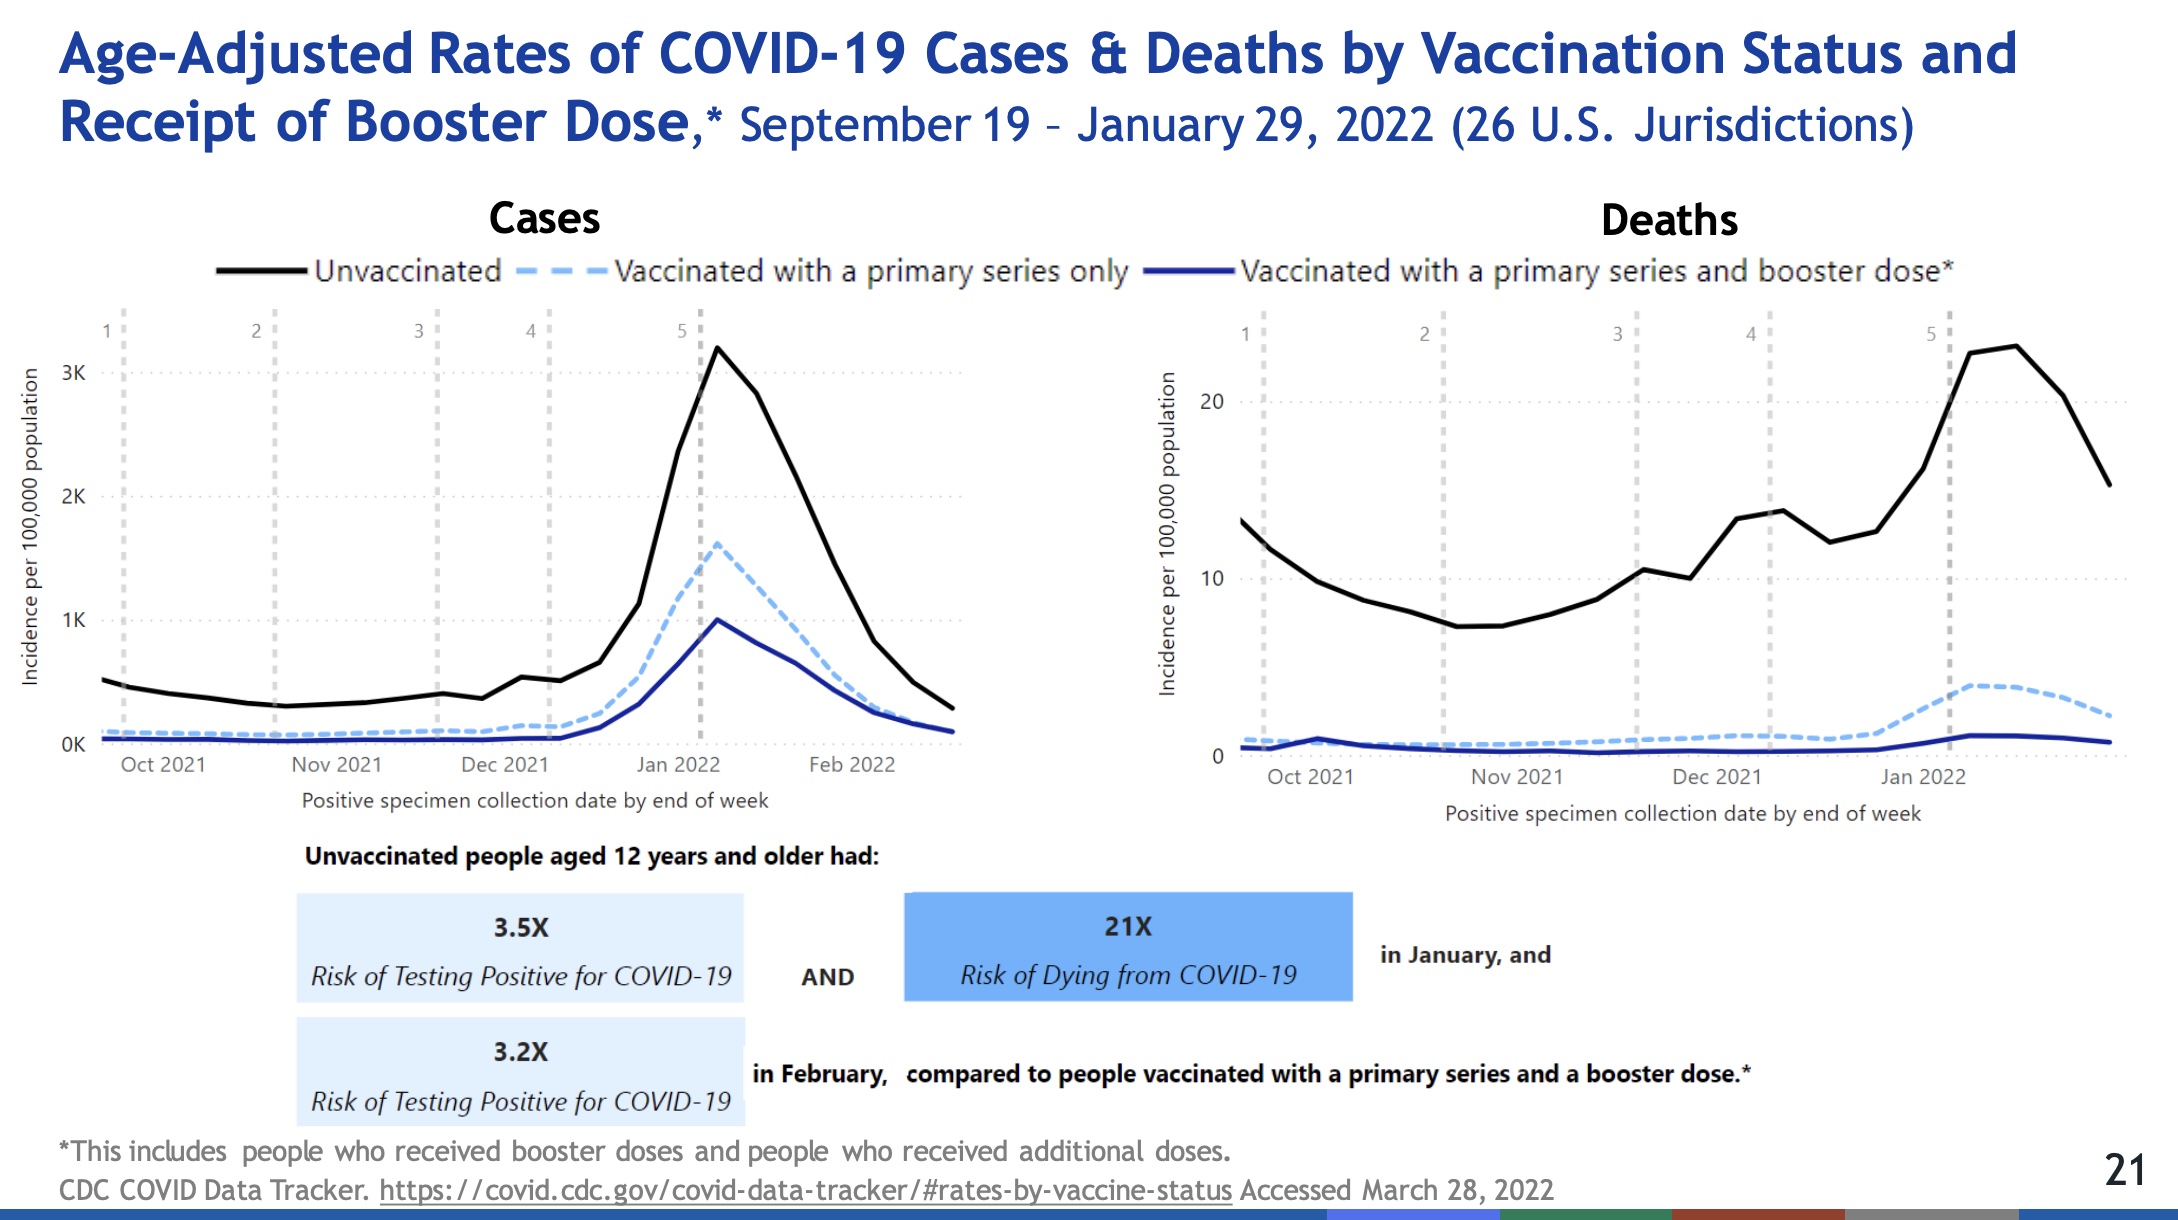 Age-Adjusted Rates of COVID-19 Cases & Deaths by Vaccination Status and
Receipt of Booster Dose,* September 19 – January 29, 2022 (26 U.S. Jurisdictions)
Cases
Deaths
Unvaccinated
Vaccinated with a primary series only
Vaccinated with a primary series and booster dose*
1
2
3
4
5
3K
2K
1K
0K
Incidence per 100,000 population
Oct 2021
Nov 2021
Dec 2021
Jan 2022
Feb 2022
Positive specimen collection date by end of week
1
2
3
4
5
20
10
0
Incidence per 100,000 population
Oct 2021
Nov 2021
Dec 2021
Jan 2022
Positive specimen collection date by end of week
Unvaccinated people aged 12 years and older had:
3.5X
Risk of Testing Positive for COVID-19
AND
21X
Risk of Dying from COVID-19
in January, and
3.2X
Risk of Testing Positive for COVID-19
in February, compared to people vaccinated with a primary series and a booster dose.*
*This includes people who received booster doses and people who received additional doses.
CDC COVID Data Tracker. https://covid.cdc.gov/covid-data-tracker/#rates-by-vaccine-status Accessed March 28, 2022
21